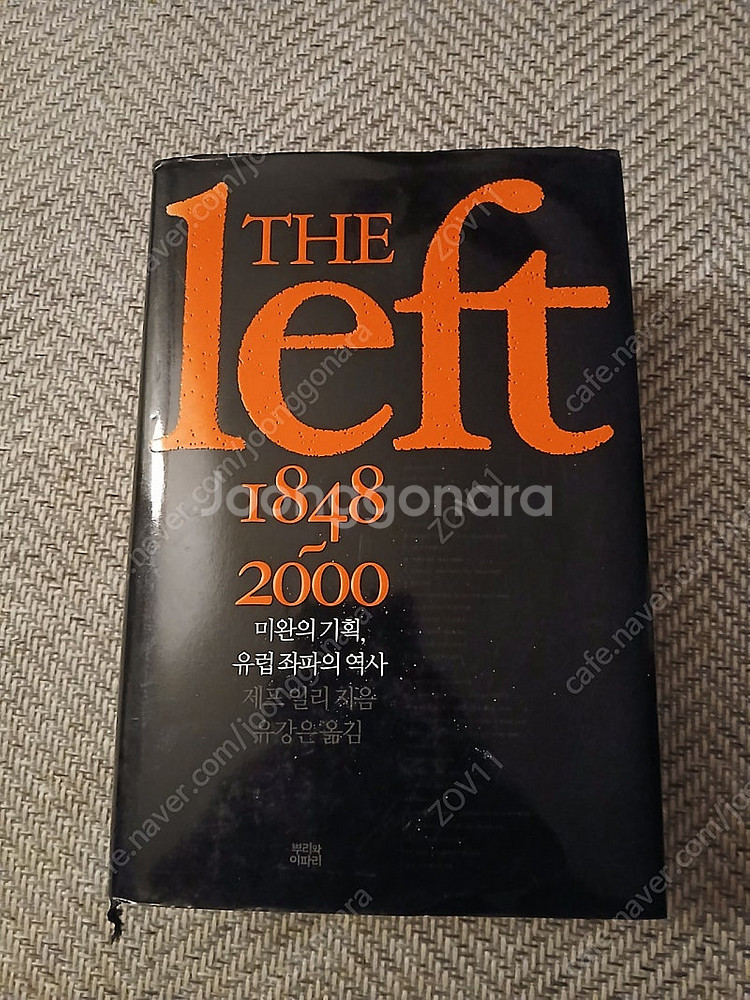 THE
left
1848
~
2000
미완의 기획,
유럽 좌파의 역사
제프 일리 지음
유강은 옮김
뿌리와
이파리
Joonggonara
cafe.naver.com/joonggonara
ZOV11